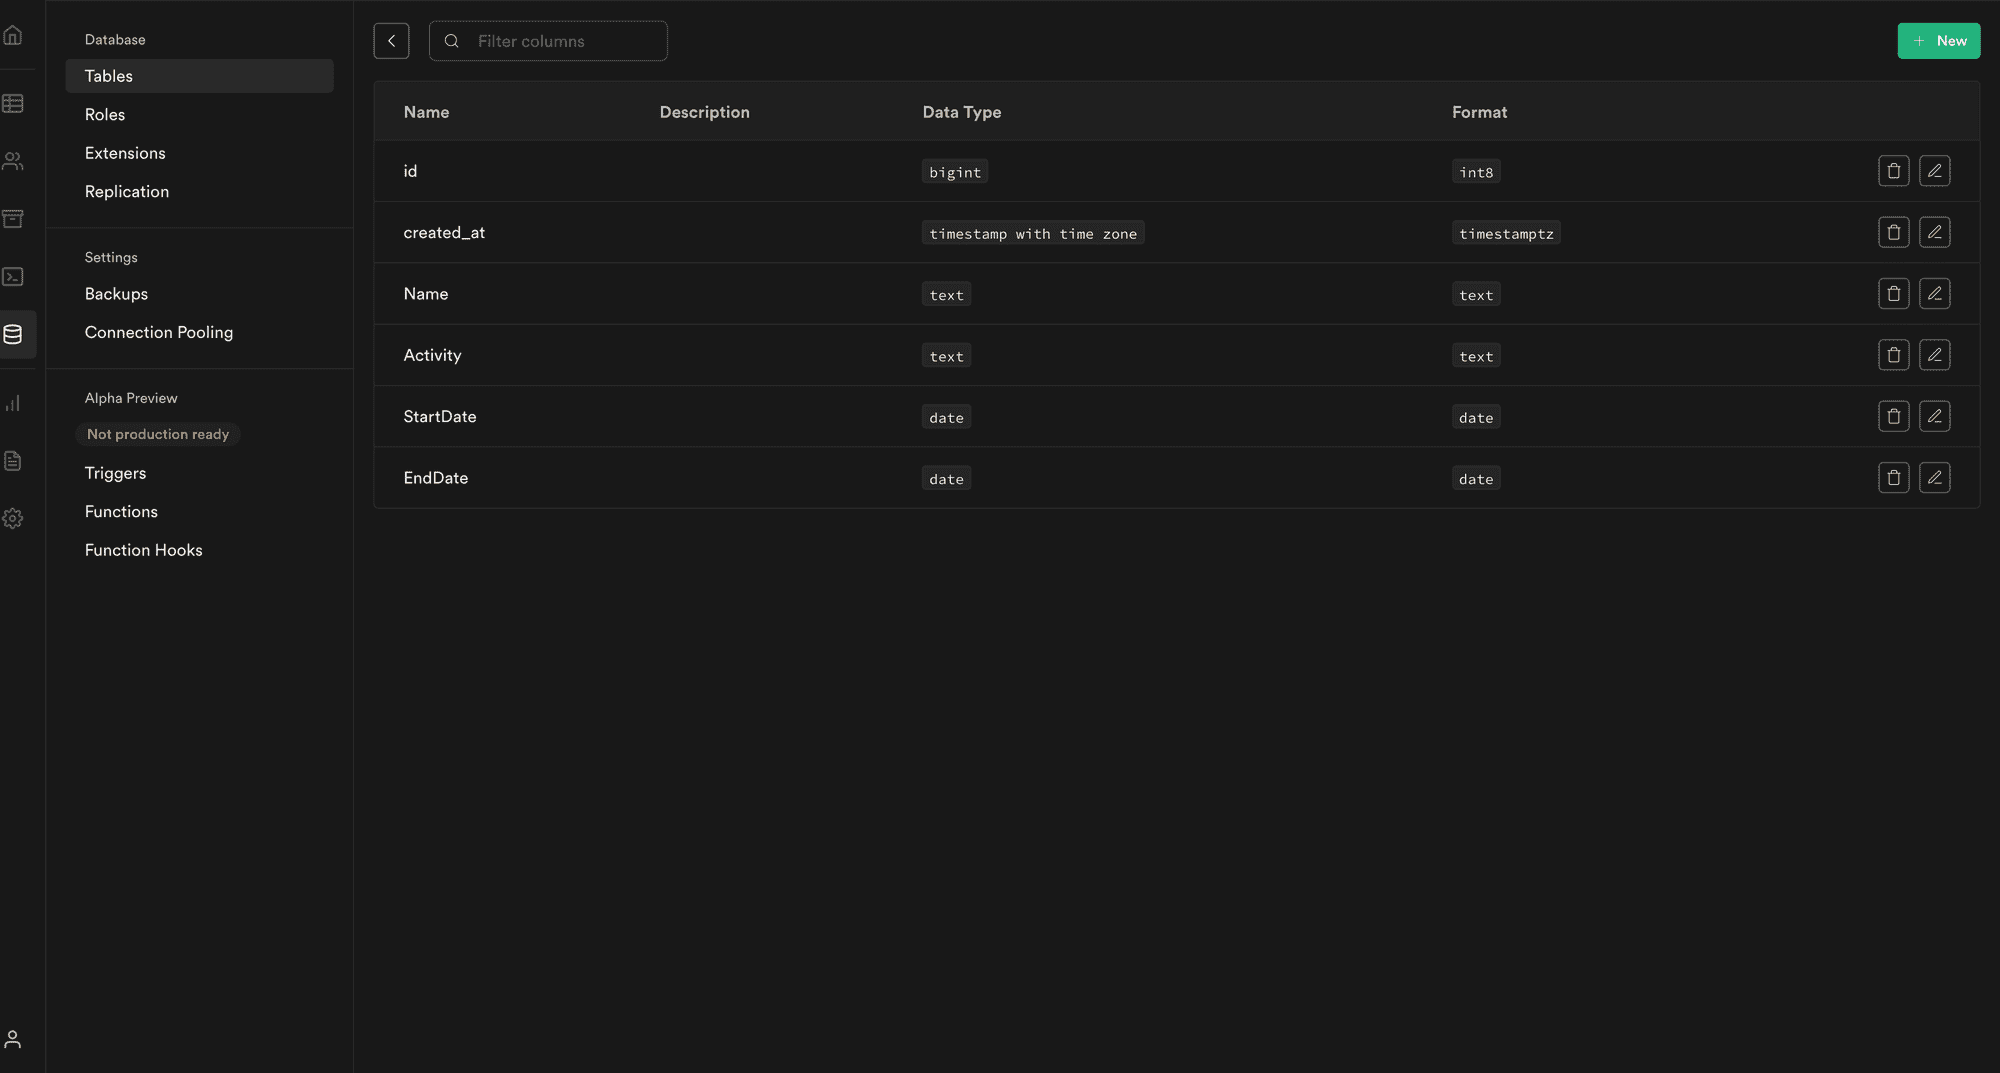 Database
Tables
Roles
Extensions
Replication
Settings
Backups
Connection Pooling
Alpha Preview
Not production ready
Triggers
Functions
Function Hooks
Filter columns
New
Name Description Data Type Format
id bigint int8
created_at timestamp with time zone timestamptz
Name text text
Activity text text
StartDate date date
EndDate date date